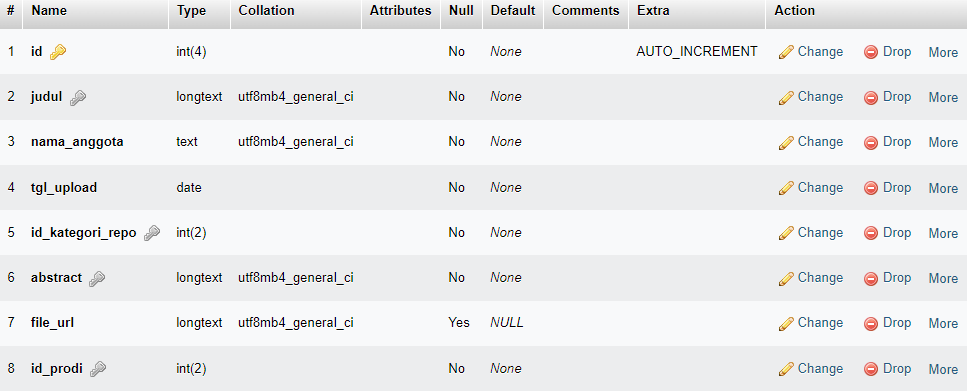 # Name Type Collation Attributes Null Default Comments Extra Action
1 id int(4) No None AUTO_INCREMENT Change Drop More
2 judul longtext utf8mb4_general_ci No None Change Drop More
3 nama_anggota text utf8mb4_general_ci No None Change Drop More
4 tgl_upload date No None Change Drop More
5 id_kategori_repo int(2) No None Change Drop More
6 abstract longtext utf8mb4_general_ci No None Change Drop More
7 file_url longtext utf8mb4_general_ci Yes NULL Change Drop More
8 id_prodi int(2) No None Change Drop More